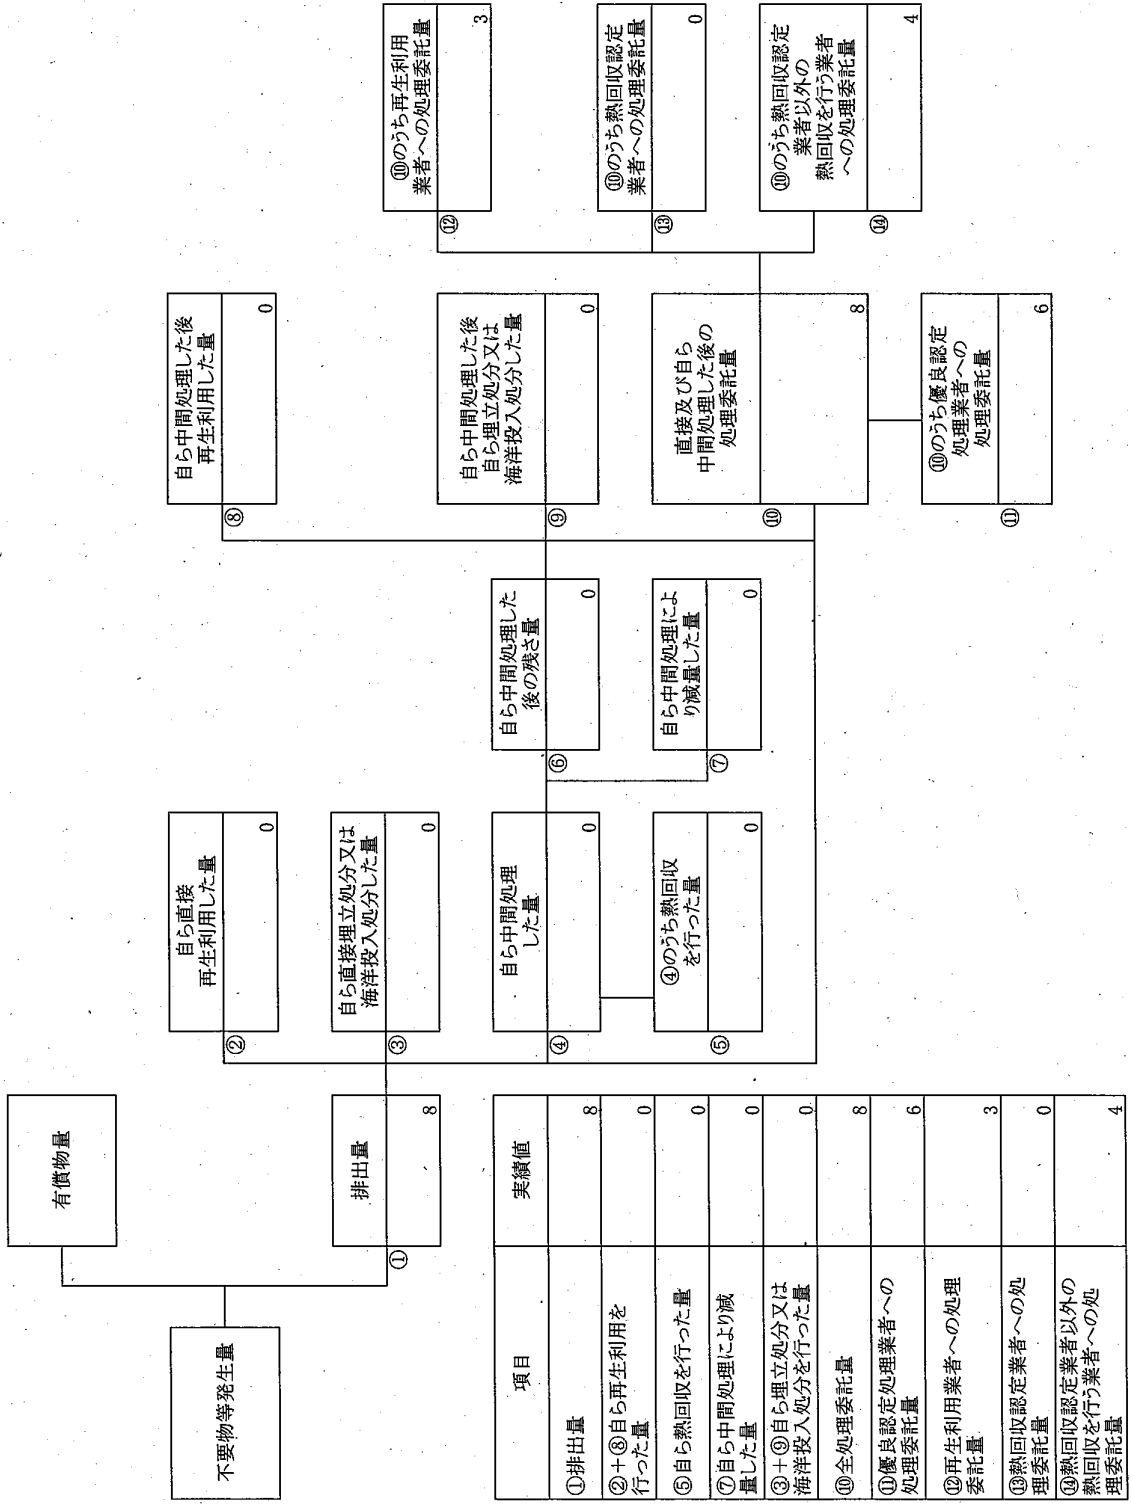 不要物等発生量
有償物量
①
排出量
8
②
自ら直接
再生利用した量
0
③
自ら直接埋立処分又は
海洋投入処分した量
0
④
自ら中間処理
した量
0
⑤
④のうち熱回収
を行った量
0
⑥
自ら中間処理した
後の残さ量
0
⑦
自ら中間処理によ
り減量した量
0
⑧
自ら中間処理した後
再生利用した量
0
⑨
自ら中間処理した後
自ら埋立処分又は
海洋投入処分した量
0
⑩
直接及び自ら
中間処理した後の
処理委託量
8
⑪
⑩のうち優良認定
処理業者への
処理委託量
6
⑫
⑩のうち再生利用
業者への処理委託量
3
⑬
⑩のうち熱回収認定
業者への処理委託量
0
⑭
⑩のうち熱回収認定
業者以外の
熱回収を行う業者
への処理委託量
4
項目 実績値
①排出量 8
②+⑧自ら再生利用を
行った量 0
⑤自ら熱回収を行った量 0
⑦自ら中間処理により減
量した量 0
③+⑨自ら埋立処分又は
海洋投入処分を行った量 0
⑩全処理委託量 8
⑪優良認定処理業者への
処理委託量 6
⑫再生利用業者への処理
委託量 3
⑬熱回収認定業者への処
理委託量 0
⑭熱回収認定業者以外の
熱回収を行う業者への処
理委託量 4